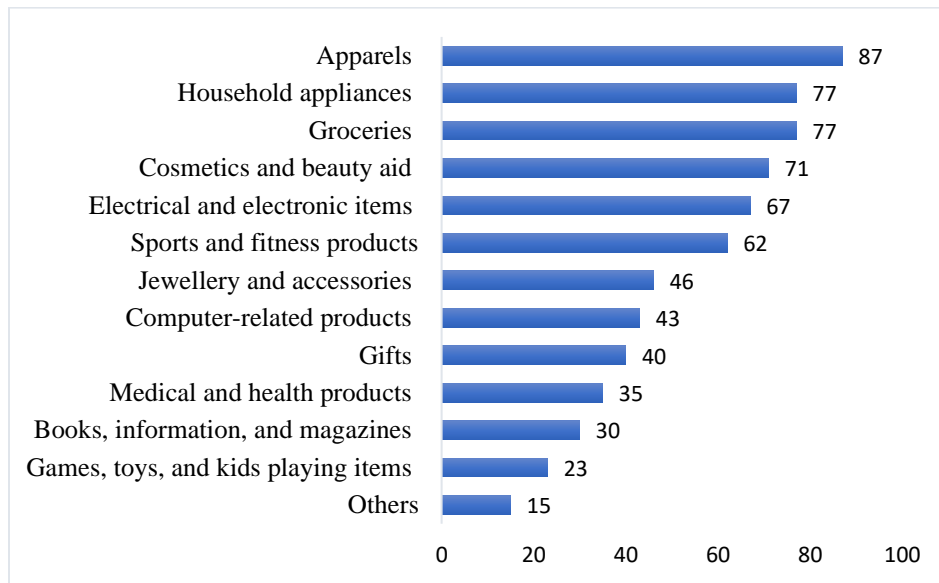 Apparels 87
Household appliances 77
Groceries 77
Cosmetics and beauty aid 71
Electrical and electronic items 67
Sports and fitness products 62
Jewellery and accessories 46
Computer-related products 43
Gifts 40
Medical and health products 35
Books, information, and magazines 30
Games, toys, and kids playing items 23
Others 15
0 20 40 60 80 100